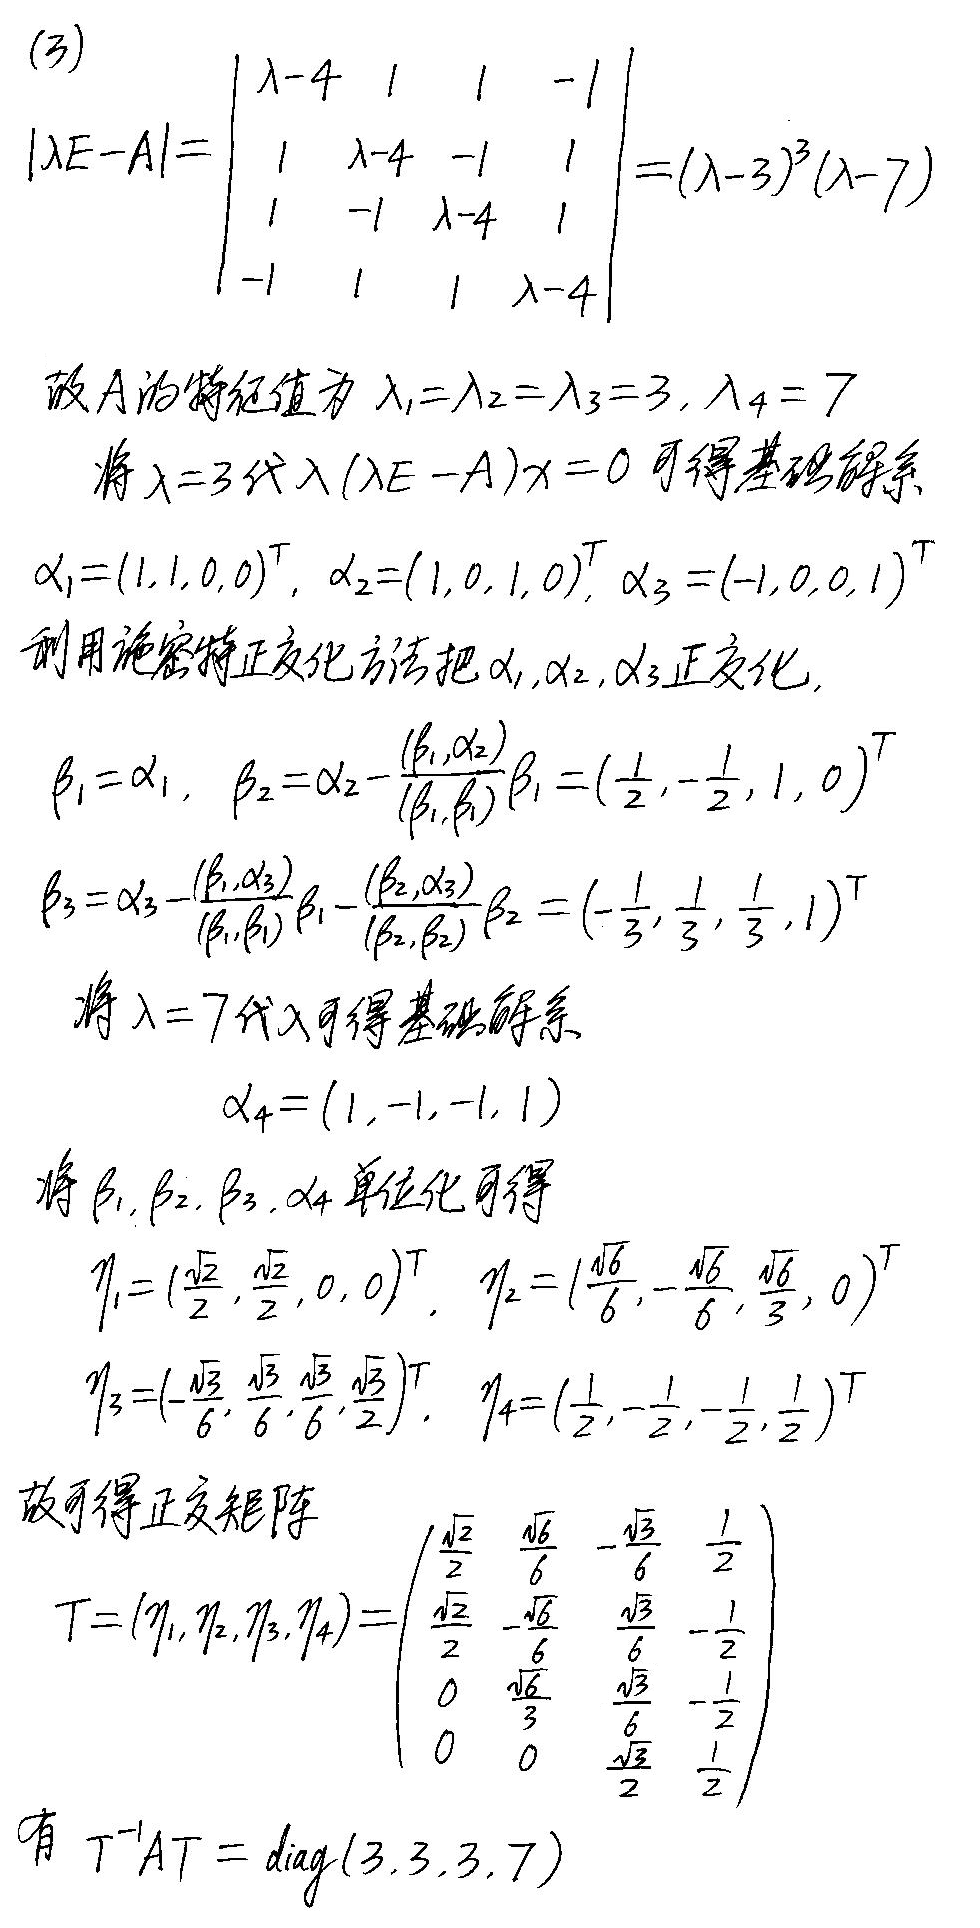 (3)
|λE-A| = | λ-4 1 1 -1 |
| 1 λ-4 -1 1 | = (λ-3)³(λ-7)
| 1 -1 λ-4 1 |
| -1 1 1 λ-4 |
故A的特征值为 λ₁=λ₂=λ₃=3, λ₄=7
将λ=3代入(λE-A)x=0可得基础解系
α₁=(1,1,0,0)ᵀ, α₂=(1,0,1,0)ᵀ, α₃=(-1,0,0,1)ᵀ
利用施密特正交化方法把α₁,α₂,α₃正交化,
β₁=α₁, β₂=α₂-(β₁,α₂)/(β₁,β₁)β₁=(1/2,-1/2,1,0)ᵀ
β₃=α₃-(β₁,α₃)/(β₁,β₁)β₁-(β₂,α₃)/(β₂,β₂)β₂=(-1/3,1/3,1/3,1)ᵀ
将λ=7代入可得基础解系
α₄=(1,-1,-1,1)
将β₁,β₂,β₃,α₄单位化可得
η₁=(√2/2,√2/2,0,0)ᵀ, η₂=(√6/6,-√6/6,√6/3,0)ᵀ
η₃=(-√3/6,√3/6,√3/6,√3/2)ᵀ, η₄=(1/2,-1/2,-1/2,1/2)ᵀ
故可得正交矩阵
T=(η₁,η₂,η₃,η₄)=( √2/2 √6/6 -√3/6 1/2
√2/2 -√6/6 √3/6 -1/2
0 √6/3 √3/6 -1/2
0 0 √3/2 1/2 )
有 T⁻¹AT=diag(3,3,3,7)